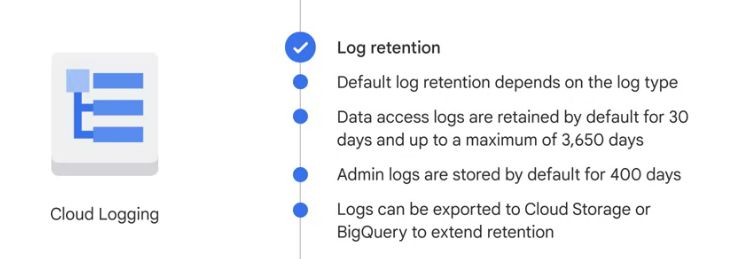 Log retention
Default log retention depends on the log type
Data access logs are retained by default for 30
days and up to a maximum of 3,650 days
Admin logs are stored by default for 400 days
Logs can be exported to Cloud Storage or
BigQuery to extend retention
Cloud Logging